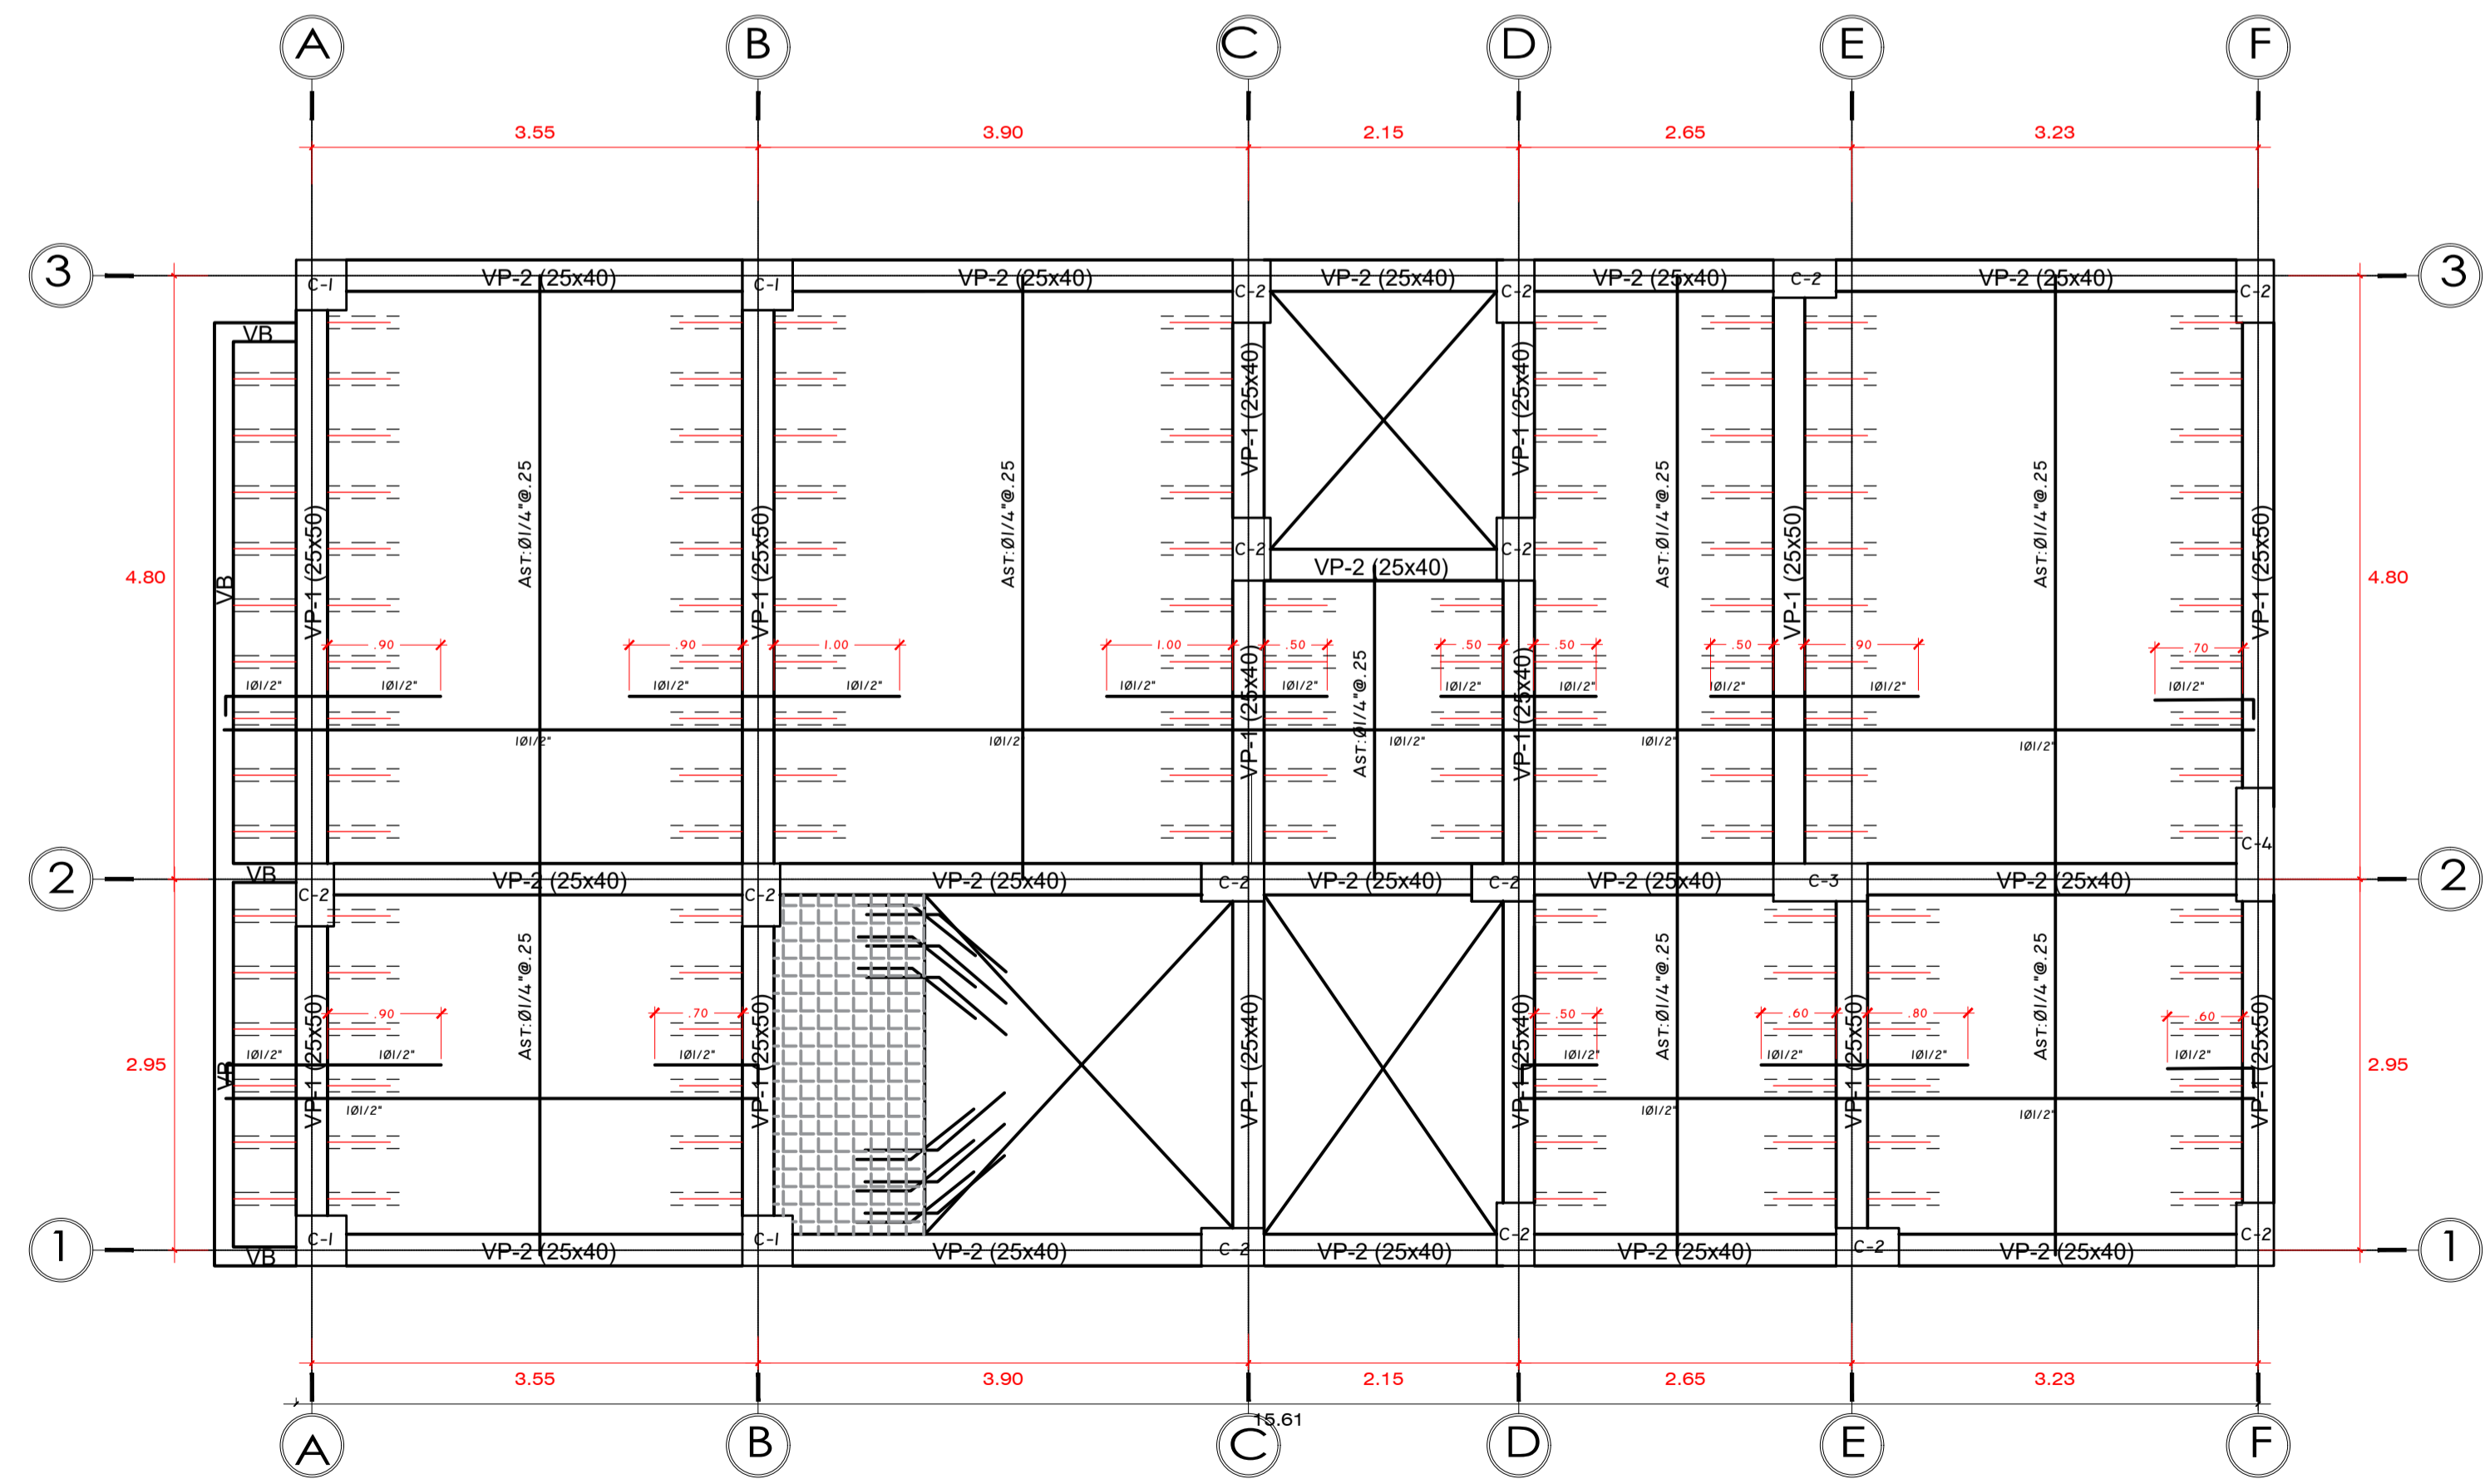 A B C D E F
3.55 3.90 2.15 2.65 3.23
3 VP-2 (25x40) VP-2 (25x40) VP-2 (25x40) VP-2 (25x40) VP-2 (25x40) 3
C-1 C-1 C-2 C-2 C-2 C-2
VB
VP-1 (25x40) VP-1 (25x40)
AsT:Ø1/4"@.25 AsT:Ø1/4"@.25 AsT:Ø1/4"@.25 AsT:Ø1/4"@.25
VP-1 (25x50) VP-1 (25x50) VP-1 (25x50) VP-1 (25x50)
C-2 C-2
VP-2 (25x40)
4.80 VB 4.80
.90 .90 1.00 1.00 .50 .50 .50 .50 .90 .70
1Ø1/2" 1Ø1/2" 1Ø1/2" 1Ø1/2" 1Ø1/2" 1Ø1/2" 1Ø1/2" 1Ø1/2" 1Ø1/2" 1Ø1/2" 1Ø1/2"
VP-1 (25x40) AsT:Ø1/4"@.25 VP-1 (25x40)
1Ø1/2" 1Ø1/2" 1Ø1/2" 1Ø1/2" 1Ø1/2"
C-4
2 VB VP-2 (25x40) VP-2 (25x40) C-2 VP-2 (25x40) C-2 VP-2 (25x40) C-3 VP-2 (25x40) 2
C-2 C-2
AsT:Ø1/4"@.25 AsT:Ø1/4"@.25 AsT:Ø1/4"@.25
.90 .70 .50 .60 .80 .60
VP-1 (25x50) VP-1 (25x50) VP-1 (25x40) VP-1 (25x40) VP-1 (25x50) VP-1 (25x50)
1Ø1/2" 1Ø1/2" 1Ø1/2" 1Ø1/2" 1Ø1/2" 1Ø1/2" 1Ø1/2"
2.95 VB 2.95
1Ø1/2" 1Ø1/2" 1Ø1/2"
C-1 C-1 C-2 C-2 C-2 C-2
1 VB VP-2 (25x40) VP-2 (25x40) VP-2 (25x40) VP-2 (25x40) VP-2 (25x40) 1
3.55 3.90 2.15 2.65 3.23
15.61
A B C D E F